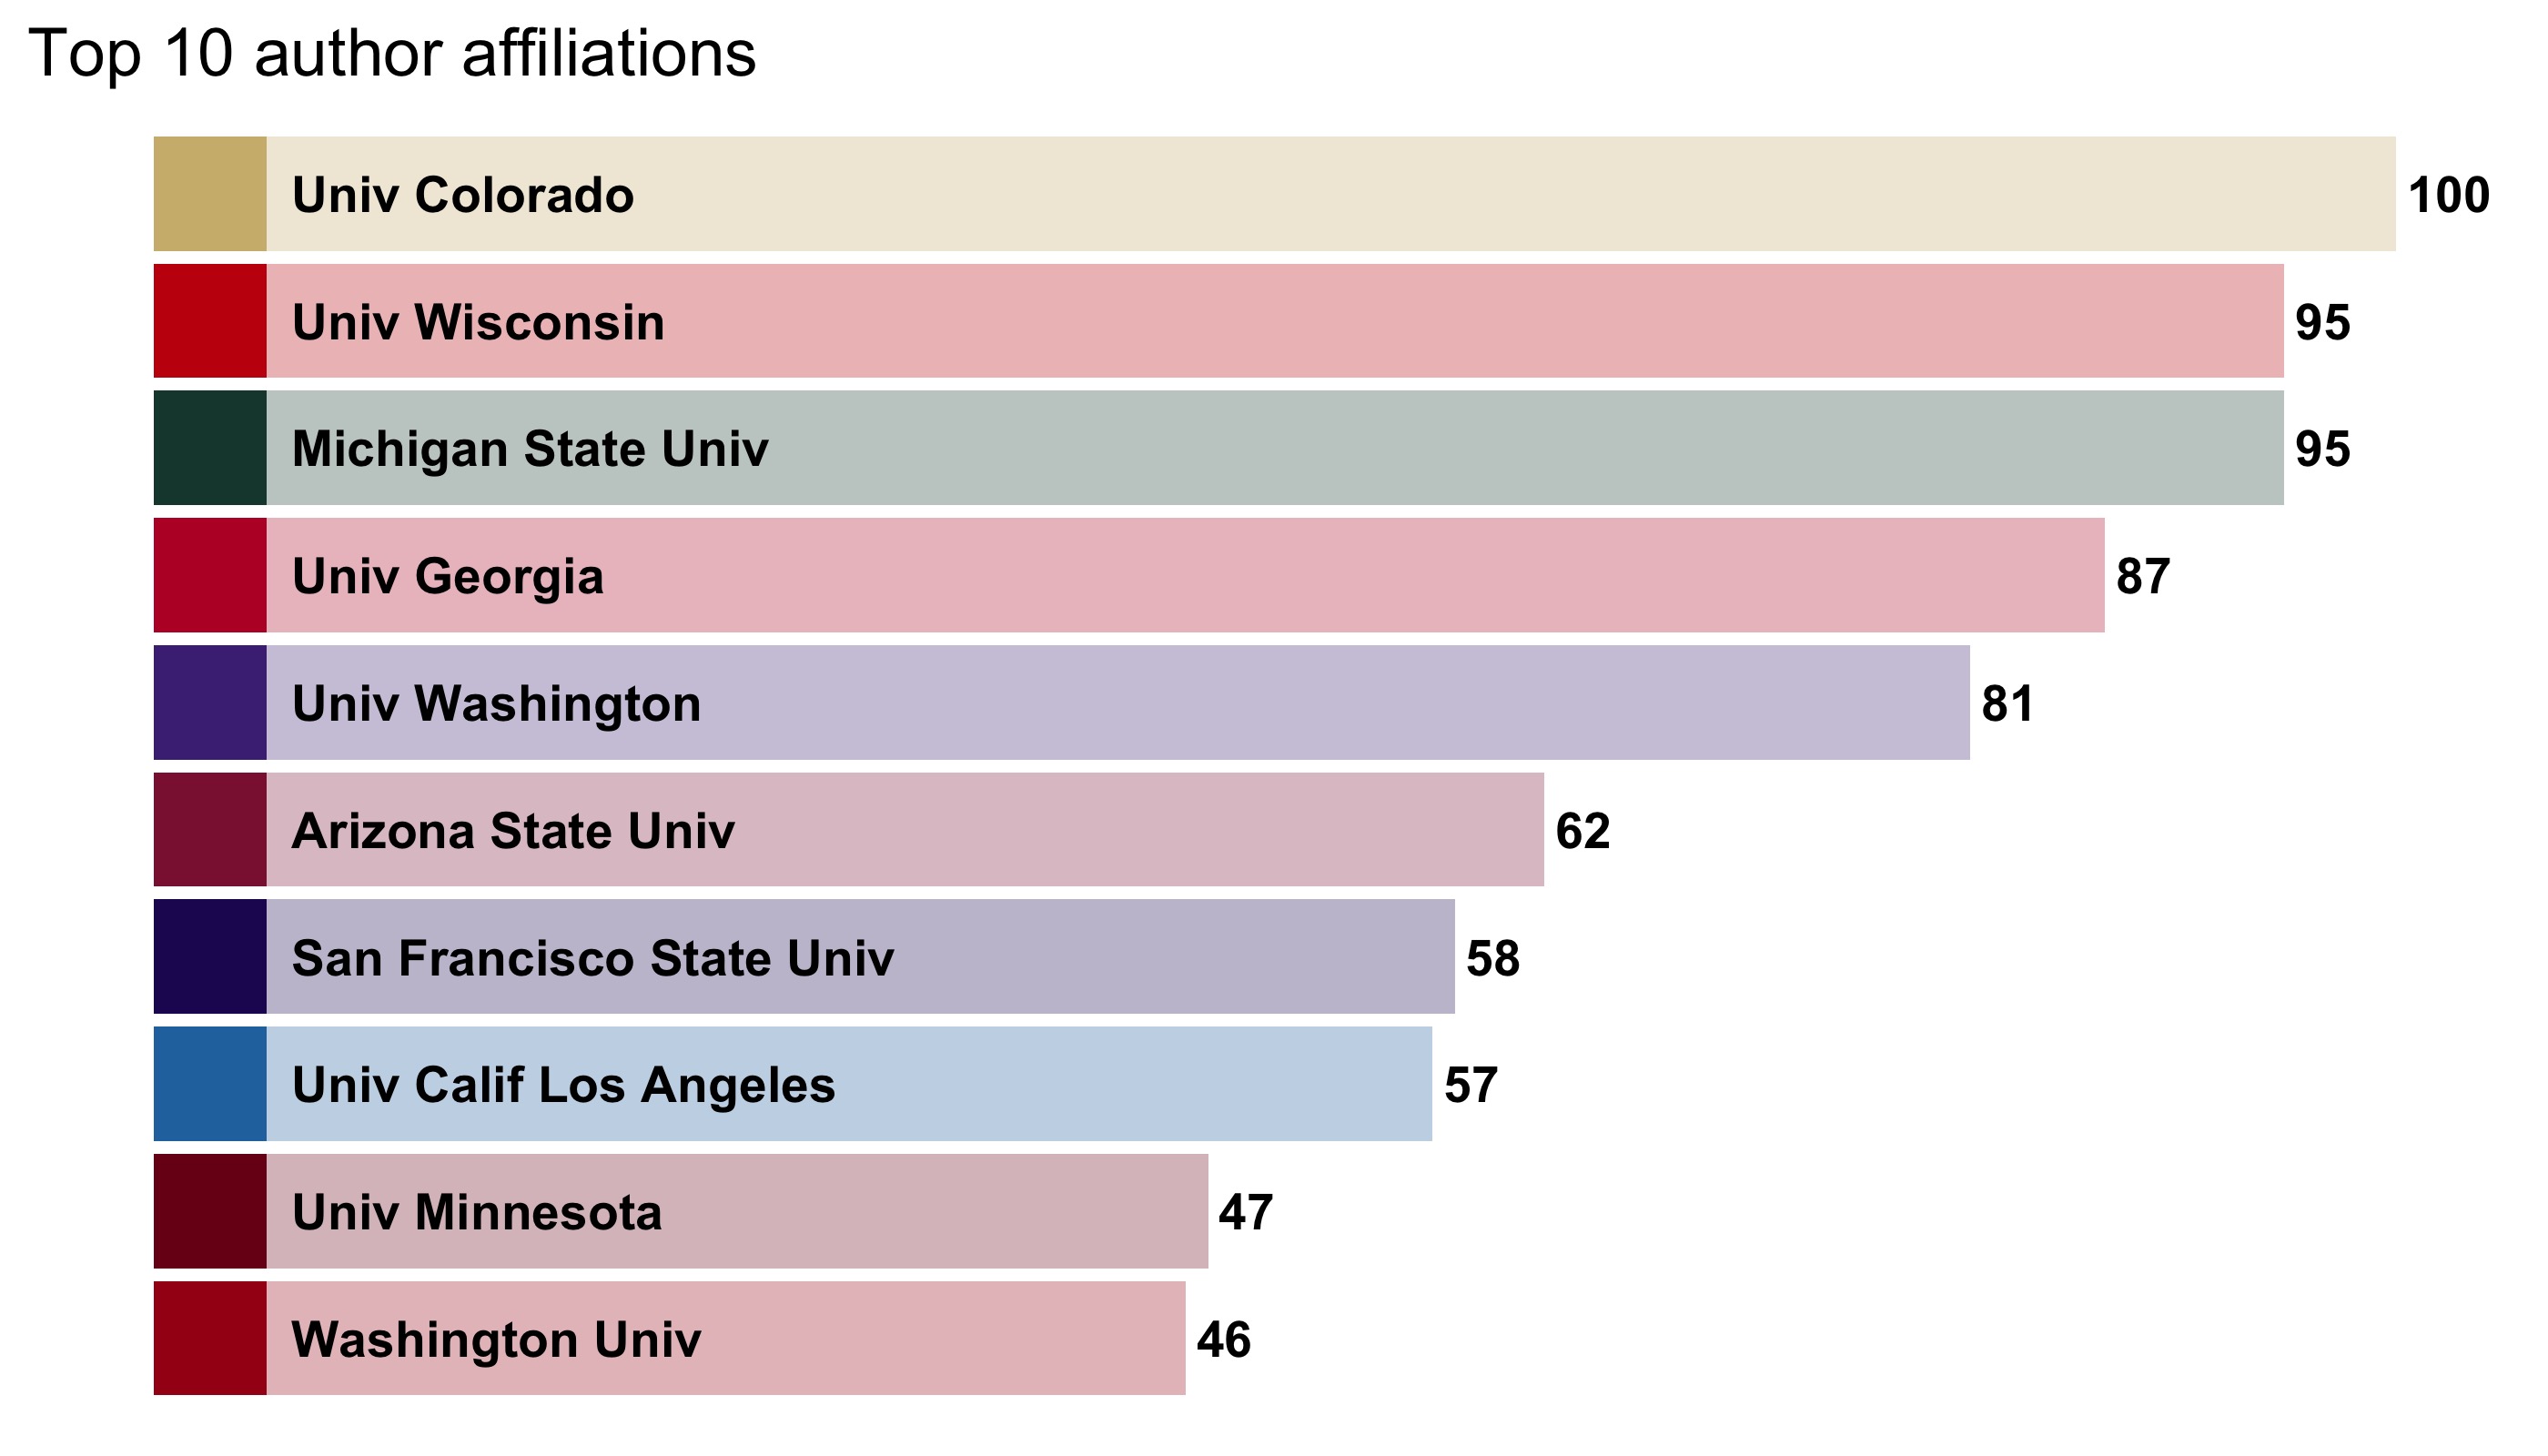 Top 10 author affiliations
Univ Colorado 100
Univ Wisconsin 95
Michigan State Univ 95
Univ Georgia 87
Univ Washington 81
Arizona State Univ 62
San Francisco State Univ 58
Univ Calif Los Angeles 57
Univ Minnesota 47
Washington Univ 46